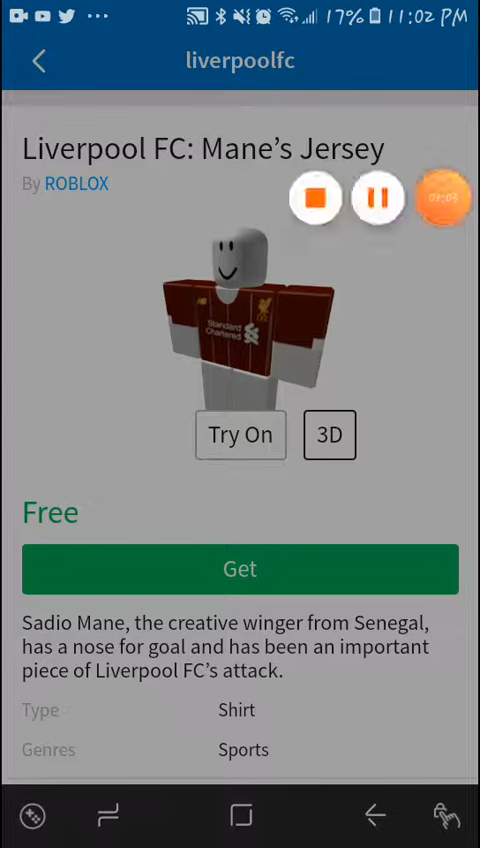 17% 11:02 PM
liverpoolfc
Liverpool FC: Mane's Jersey
By ROBLOX
Standard
Chartered
Try On
3D
Free
Get
Sadio Mane, the creative winger from Senegal,
has a nose for goal and has been an important
piece of Liverpool FC's attack.
Type Shirt
Genres Sports